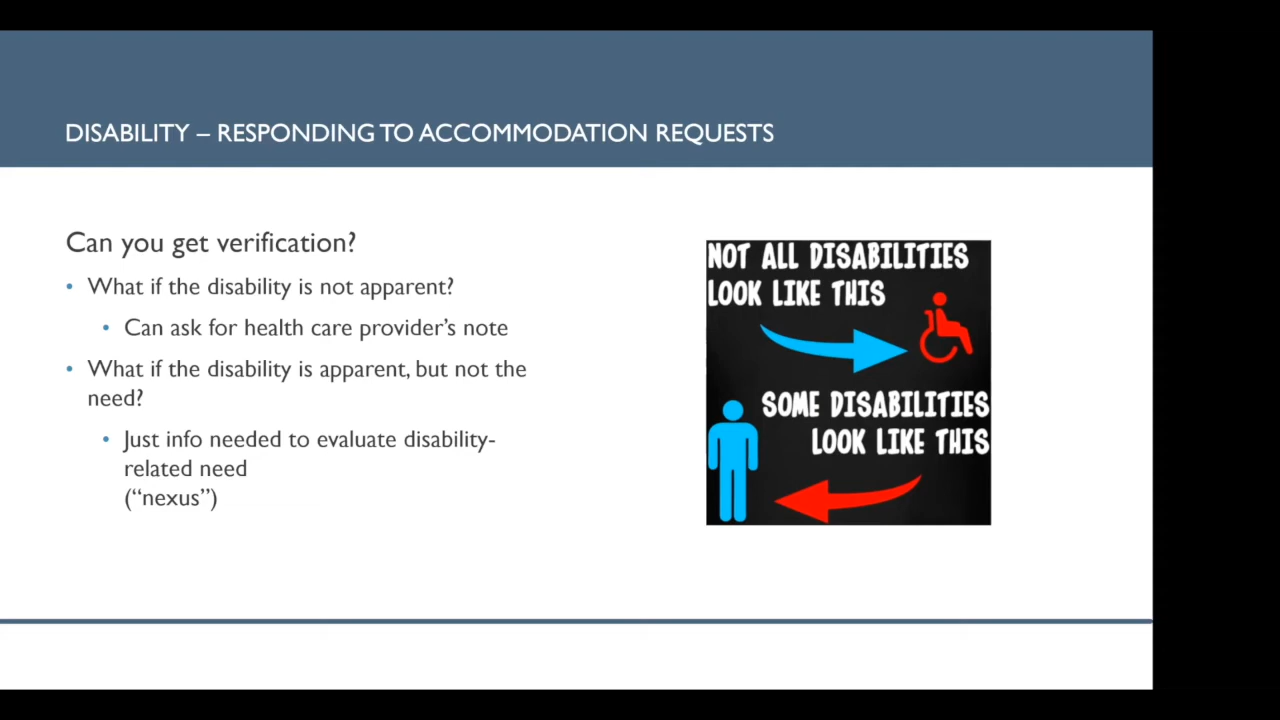 DISABILITY – RESPONDING TO ACCOMMODATION REQUESTS
Can you get verification?
• What if the disability is not apparent?
• Can ask for health care provider’s note
• What if the disability is apparent, but not the
need?
• Just info needed to evaluate disability-
related need
(“nexus”)
NOT ALL DISABILITIES
LOOK LIKE THIS
SOME DISABILITIES
LOOK LIKE THIS